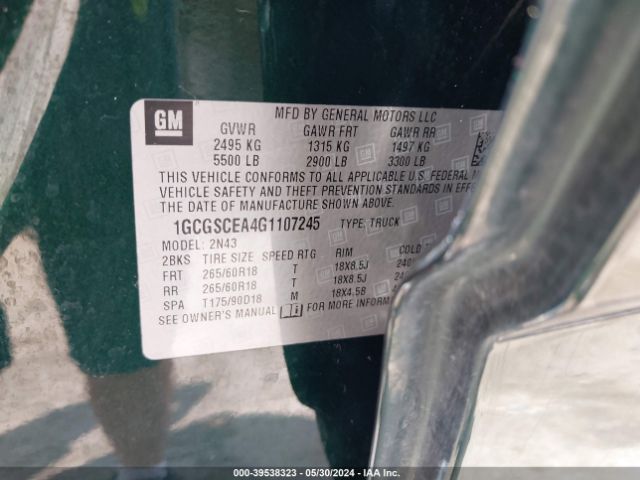 GM
MFD BY GENERAL MOTORS LLC
GVWR GAWR FRT GAWR RR
2495 KG 1315 KG 1497 KG
5500 LB 2900 LB 3300 LB
THIS VEHICLE CONFORMS TO ALL APPLICABLE U.S. FEDERAL
VEHICLE SAFETY AND THEFT PREVENTION STANDARDS IN
THE DATE OF MANUFACTURE SHOWN ABOVE.
1GCGSCEA4G1107245 TYPE: TRUCK
MODEL: 2N43
2BKS TIRE SIZE SPEED RTG RIM COLD
FRT 265/60R18 T 18X8.5J
RR 265/60R18 T 18X8.5J
SPA T175/90D18 M 18X4.5B
SEE OWNER'S MANUAL FOR MORE
000-39538323 — 05/30/2024 — IAA Inc.